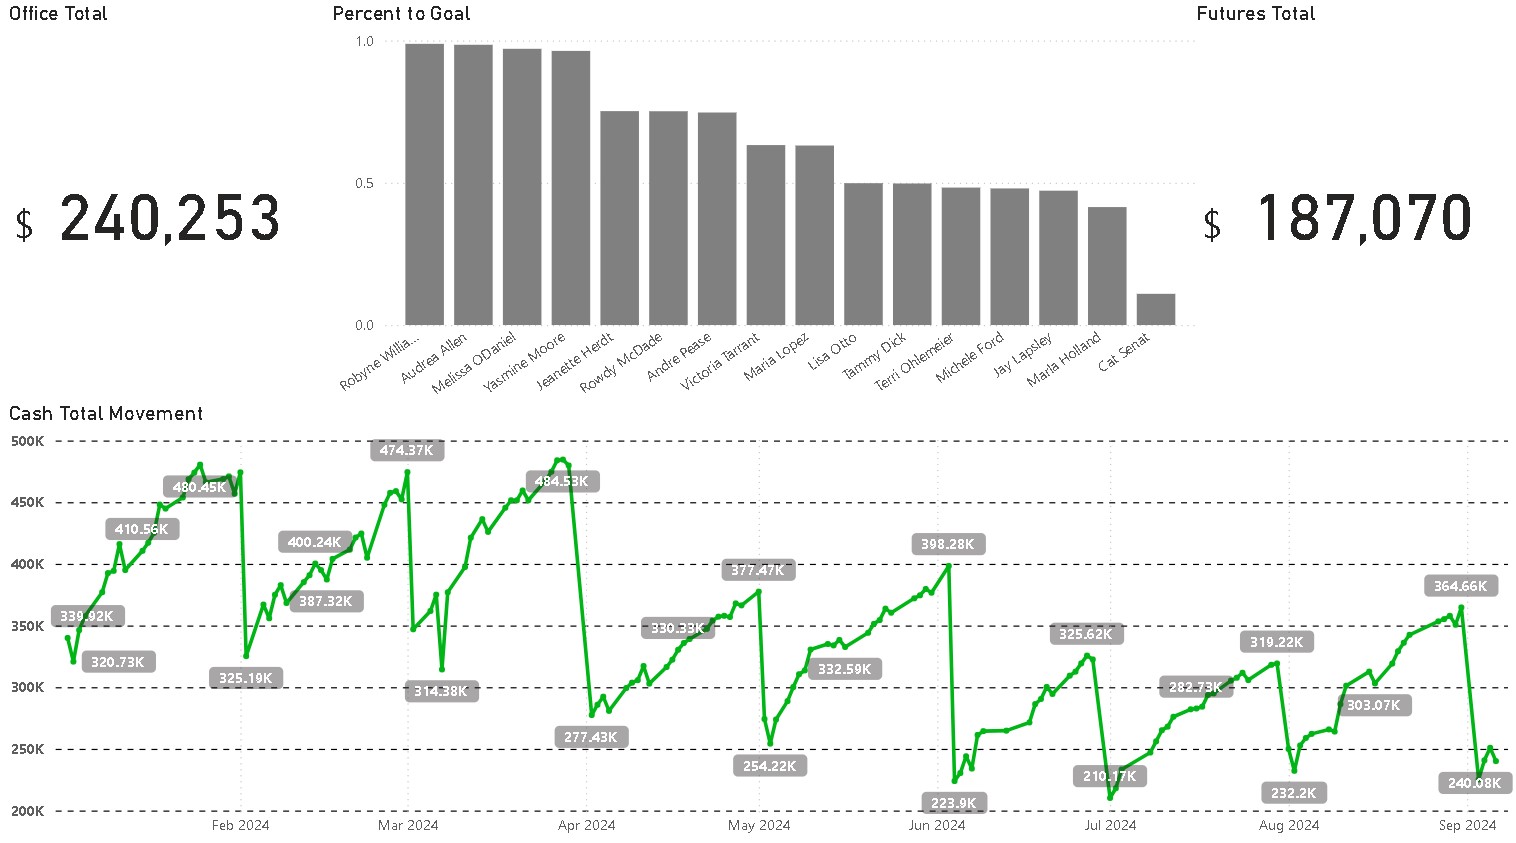 Office Total
Percent to Goal
Futures Total
$ 240,253
1.0
0.5
0.0
Robyne Willia...
Audrea Allen
Melissa ODaniel
Yasmine Moore
Jeanette Herdt
Rowdy McDade
Andre Pease
Victoria Tarrant
Maria Lopez
Lisa Otto
Tammy Dick
Terri Ohlemeier
Michele Ford
Jay Lapsley
Marla Holland
Cat Senat
$ 187,070
Cash Total Movement
500K
450K
400K
350K
300K
250K
200K
339.92K
320.73K
410.56K
480.45K
325.19K
400.24K
387.32K
474.37K
314.38K
484.53K
277.43K
330.33K
377.47K
254.22K
332.59K
398.28K
223.9K
325.62K
210.17K
282.73K
319.22K
232.2K
303.07K
364.66K
240.08K
Feb 2024
Mar 2024
Apr 2024
May 2024
Jun 2024
Jul 2024
Aug 2024
Sep 2024